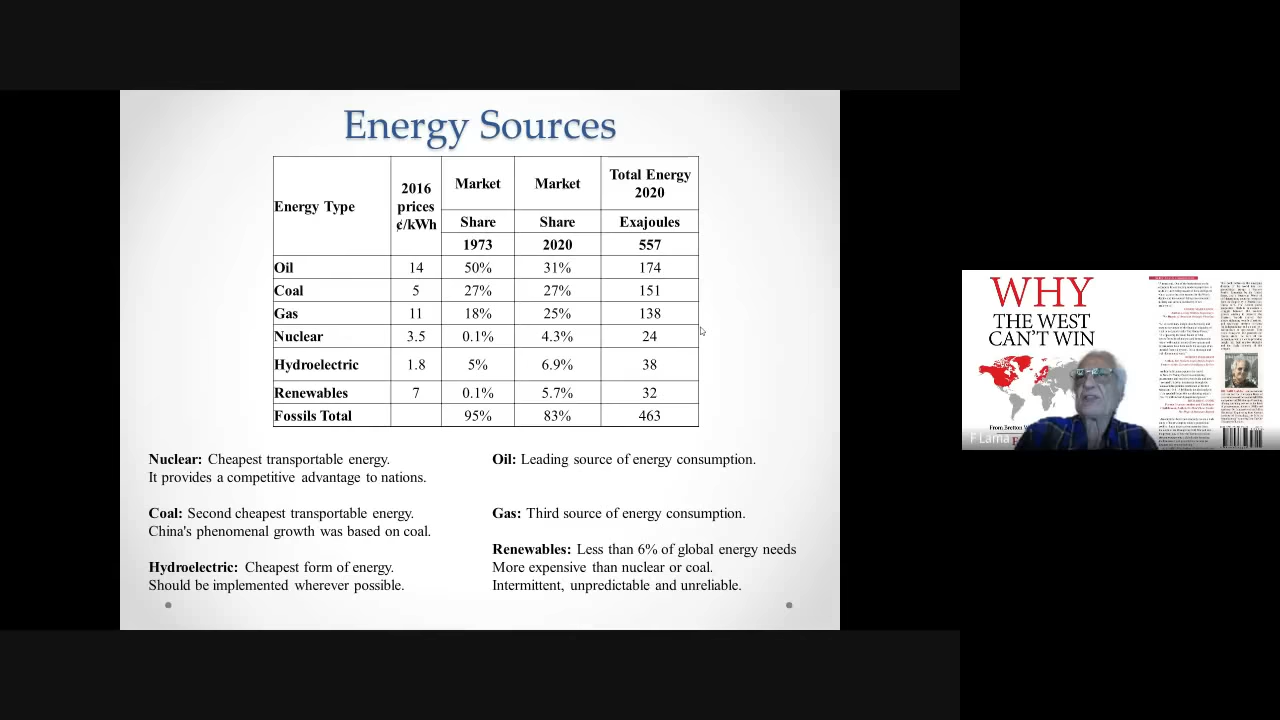 Energy Sources
Energy Type 2016 prices ¢/kWh Market Market Total Energy 2020
Share Share Exajoules
1973 2020 557
Oil 14 50% 31% 174
Coal 5 27% 27% 151
Gas 11 18% 25% 138
Nuclear 3.5 0.1% 4.3% 24
Hydroelectric 1.8 5% 6.9% 38
Renewables 7 0.1% 5.7% 32
Fossils Total 95% 83% 463
Nuclear: Cheapest transportable energy.
It provides a competitive advantage to nations.
Coal: Second cheapest transportable energy.
China's phenomenal growth was based on coal.
Hydroelectric: Cheapest form of energy.
Should be implemented wherever possible.
Oil: Leading source of energy consumption.
Gas: Third source of energy consumption.
Renewables: Less than 6% of global energy needs
More expensive than nuclear or coal.
Intermittent, unpredictable and unreliable.
WHY
THE WEST
CAN'T WIN
From Bretton
F Lama